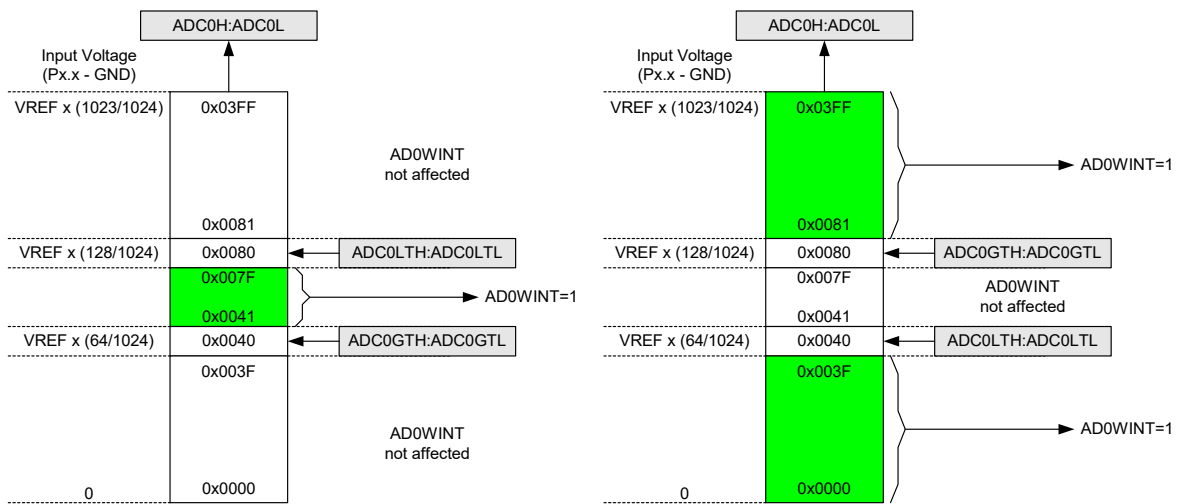 ADC0H:ADC0L
Input Voltage
(Px.x - GND)
VREF x (1023/1024)
0x03FF
AD0WINT
not affected
0x0081
VREF x (128/1024)
0x0080
ADC0LTH:ADC0LTL
0x007F
AD0WINT=1
0x0041
VREF x (64/1024)
0x0040
ADC0GTH:ADC0GTL
0x003F
AD0WINT
not affected
0
0x0000
ADC0H:ADC0L
Input Voltage
(Px.x - GND)
VREF x (1023/1024)
0x03FF
AD0WINT=1
0x0081
VREF x (128/1024)
0x0080
ADC0GTH:ADC0GTL
0x007F
AD0WINT
not affected
0x0041
VREF x (64/1024)
0x0040
ADC0LTH:ADC0LTL
0x003F
AD0WINT=1
0
0x0000